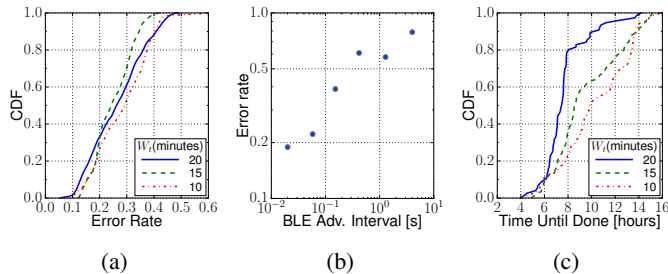 CDF
1.0
0.8
0.6
0.4
0.2
0.0
0.0 0.1 0.2 0.3 0.4 0.5 0.6
Error Rate
W_t(minutes)
20
15
10
(a)
Error rate
1.0
0.5
0.2
0.1
10^-2 10^-1 10^0 10^1
BLE Adv. Interval [s]
(b)
CDF
1.0
0.8
0.6
0.4
0.2
0.0
2 4 6 8 10 12 14 16
Time Until Done [hours]
W_t(minutes)
20
15
10
(c)